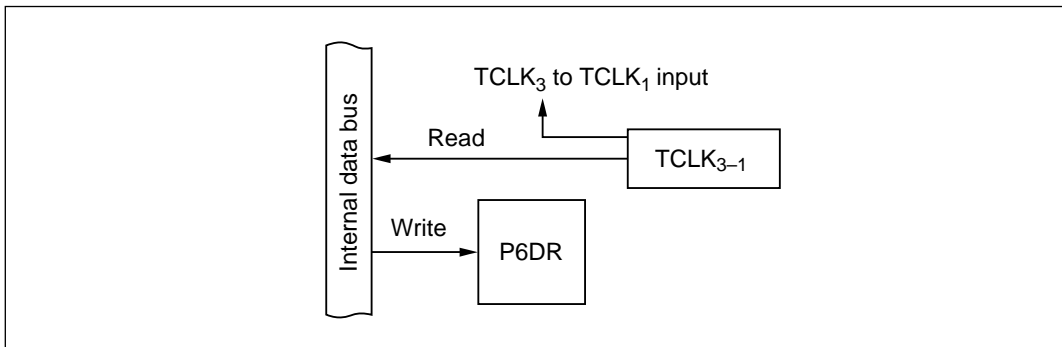 TCLK₃ to TCLK₁ input
Internal data bus
Read
TCLK₃₋₁
Write
P6DR